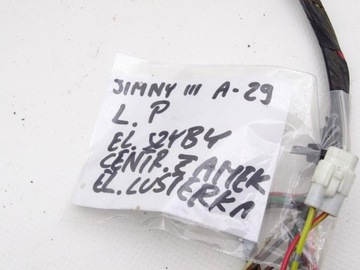 JIMNY III A-29
L. P
EL. SZYBY
CENTR. ZAMEK
EL. LUSTERKA